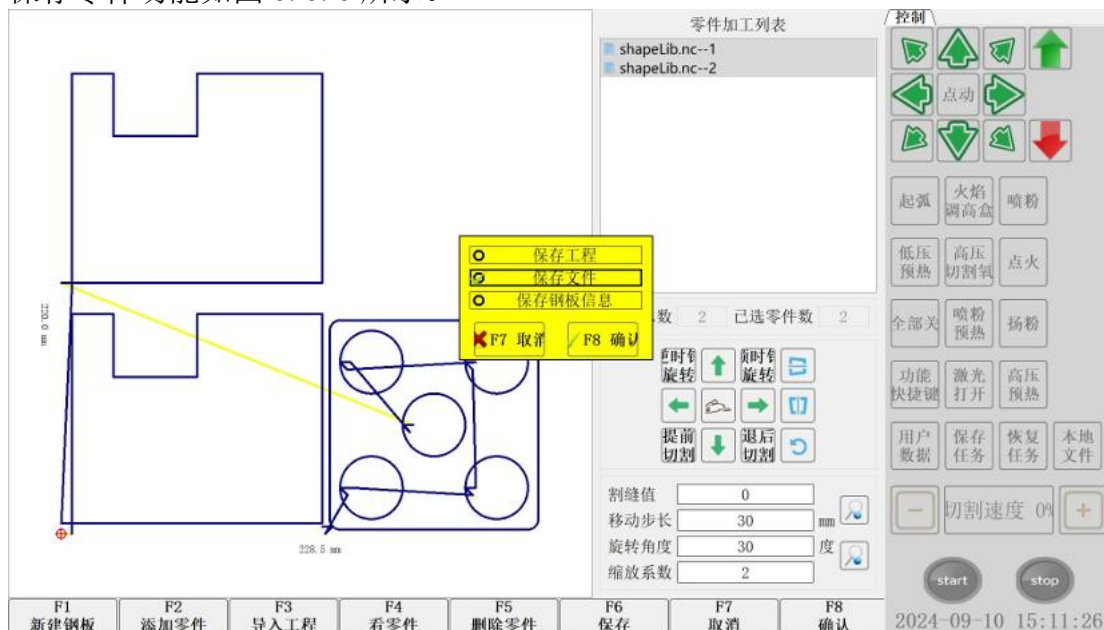 零件加工列表
shapeLib.nc--1
shapeLib.nc--2
保存工程
保存文件
保存钢板信息
F7 取消
F8 确认
数 2 已选零件数 2
旋转
旋转
提前
切割
退后
切割
割缝值 0
移动步长 30 mm
旋转角度 30 度
缩放系数 2
220.0 mm
228.5 mm
F1
新建钢板
F2
添加零件
F3
导入工程
F4
看零件
F5
删除零件
F6
保存
F7
取消
F8
确认
控制
点动
起弧
火焰
调高盒
喷粉
低压
预热
高压
切割氧
点火
全部关
喷粉
预热
扬粉
功能
快捷键
激光
打开
高压
预热
用户
数据
保存
任务
恢复
任务
本地
文件
切割速度 0%
start
stop
2024-09-10 15:11:26